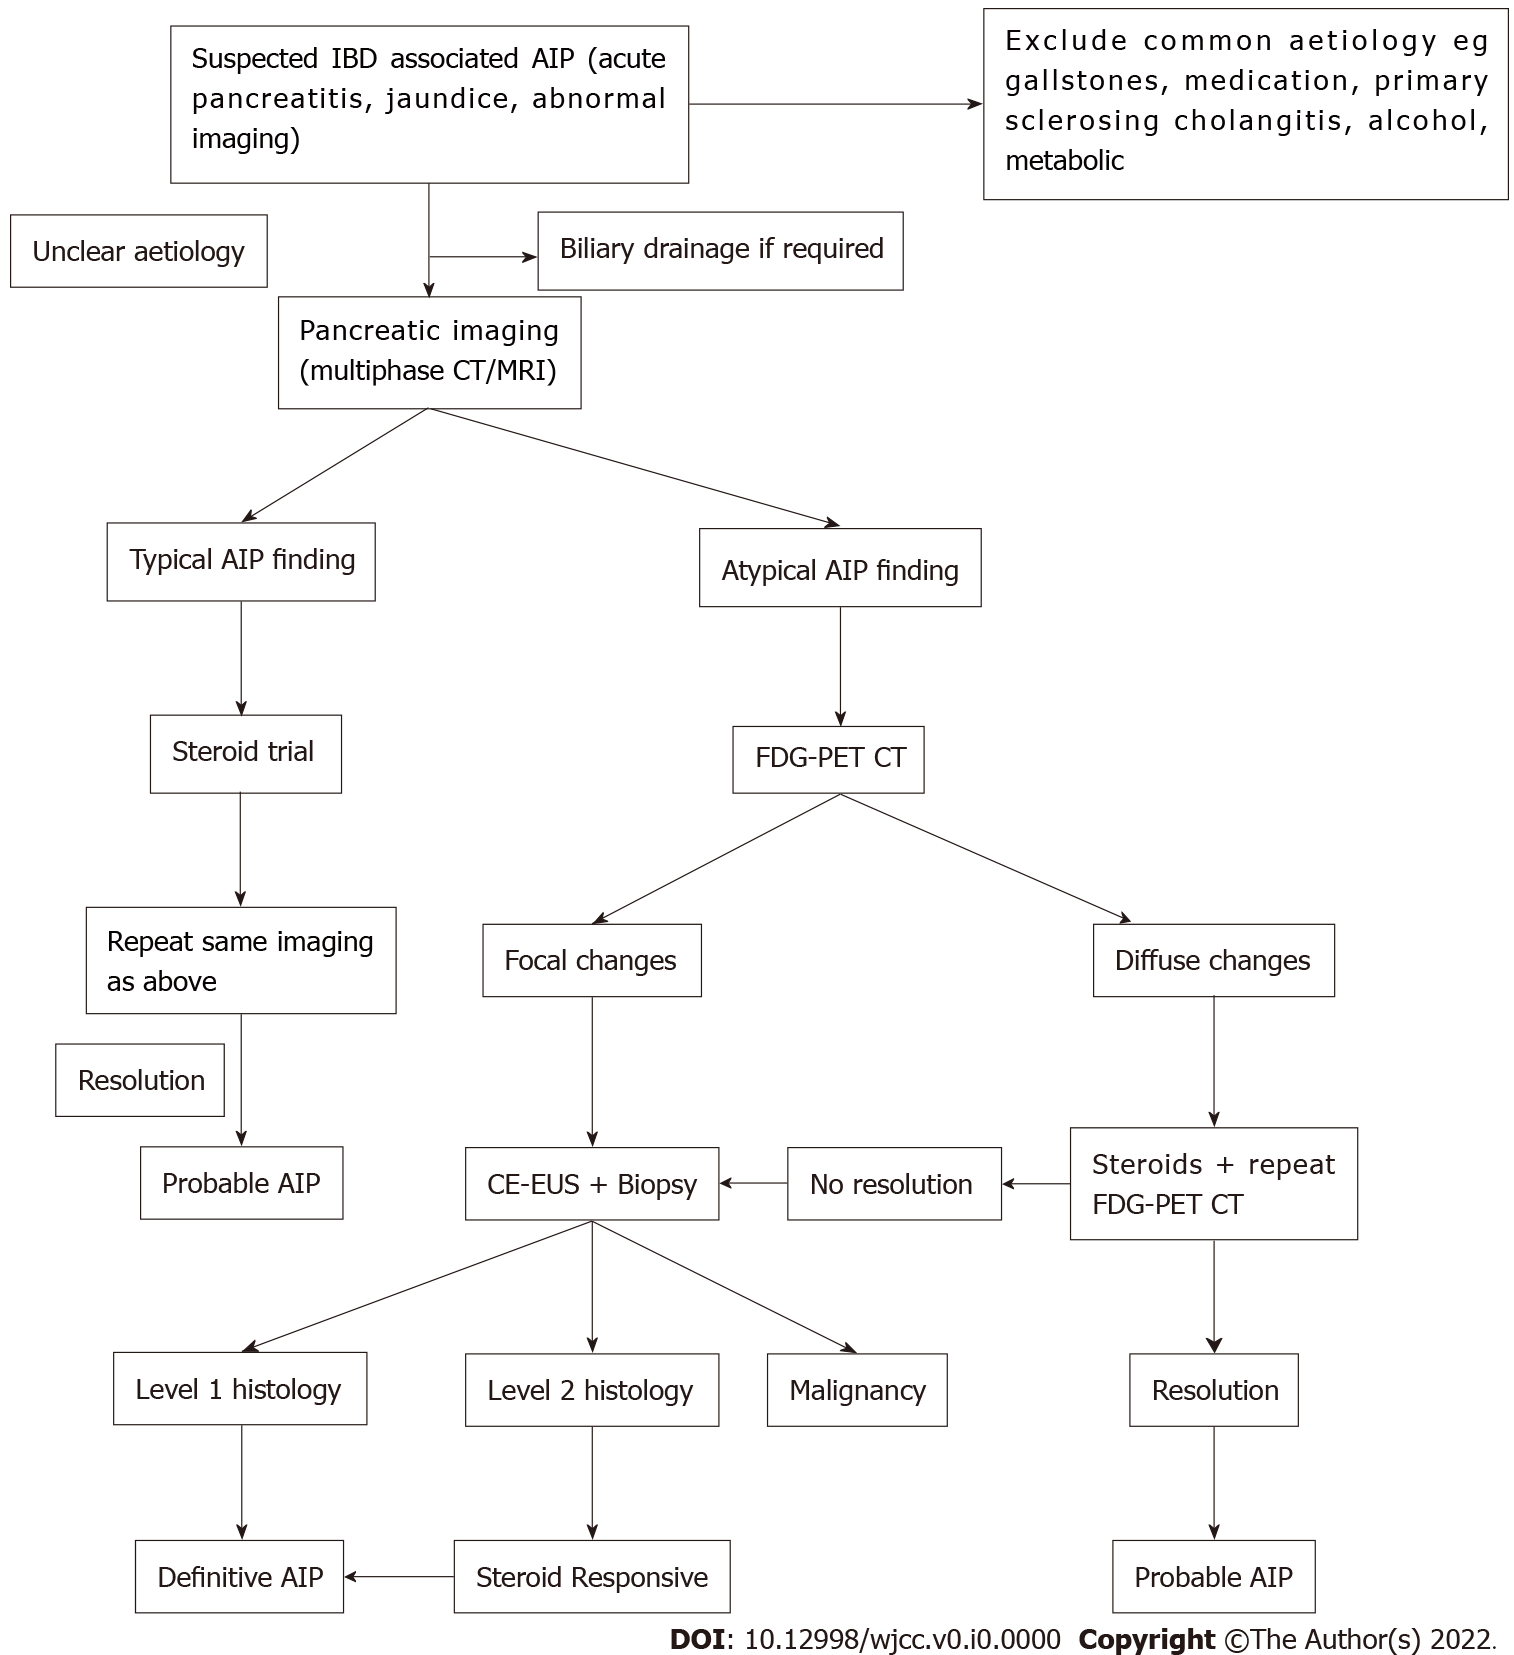 Suspected IBD associated AIP (acute
pancreatitis, jaundice, abnormal
imaging)
Exclude common aetiology eg
gallstones, medication, primary
sclerosing cholangitis, alcohol,
metabolic
Unclear aetiology
Biliary drainage if required
Pancreatic imaging
(multiphase CT/MRI)
Typical AIP finding
Atypical AIP finding
Steroid trial
FDG-PET CT
Repeat same imaging
as above
Focal changes
Diffuse changes
Resolution
Probable AIP
CE-EUS + Biopsy
No resolution
Steroids + repeat
FDG-PET CT
Level 1 histology
Level 2 histology
Malignancy
Resolution
Definitive AIP
Steroid Responsive
Probable AIP
DOI: 10.12998/wjcc.v0.i0.0000 Copyright ©The Author(s) 2022.